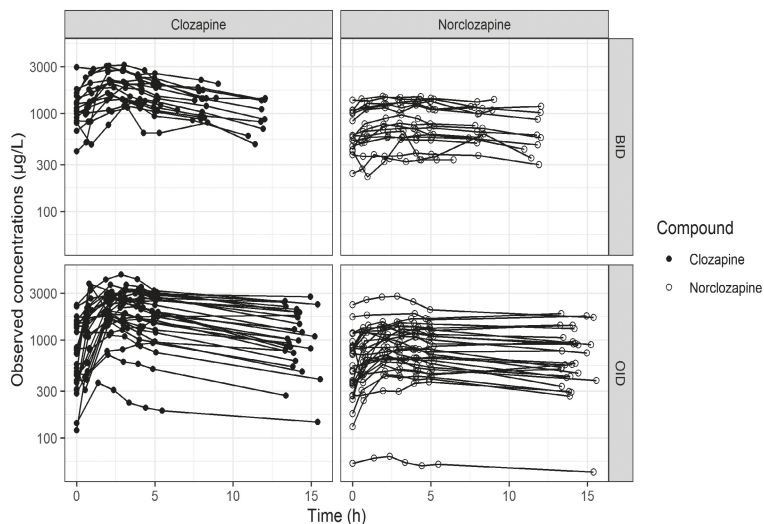 Clozapine
Norclozapine
Observed concentrations (µg/L)
3000
1000
300
100
BID
3000
1000
300
100
OID
0
5
10
15
0
5
10
15
Time (h)
Compound
Clozapine
Norclozapine